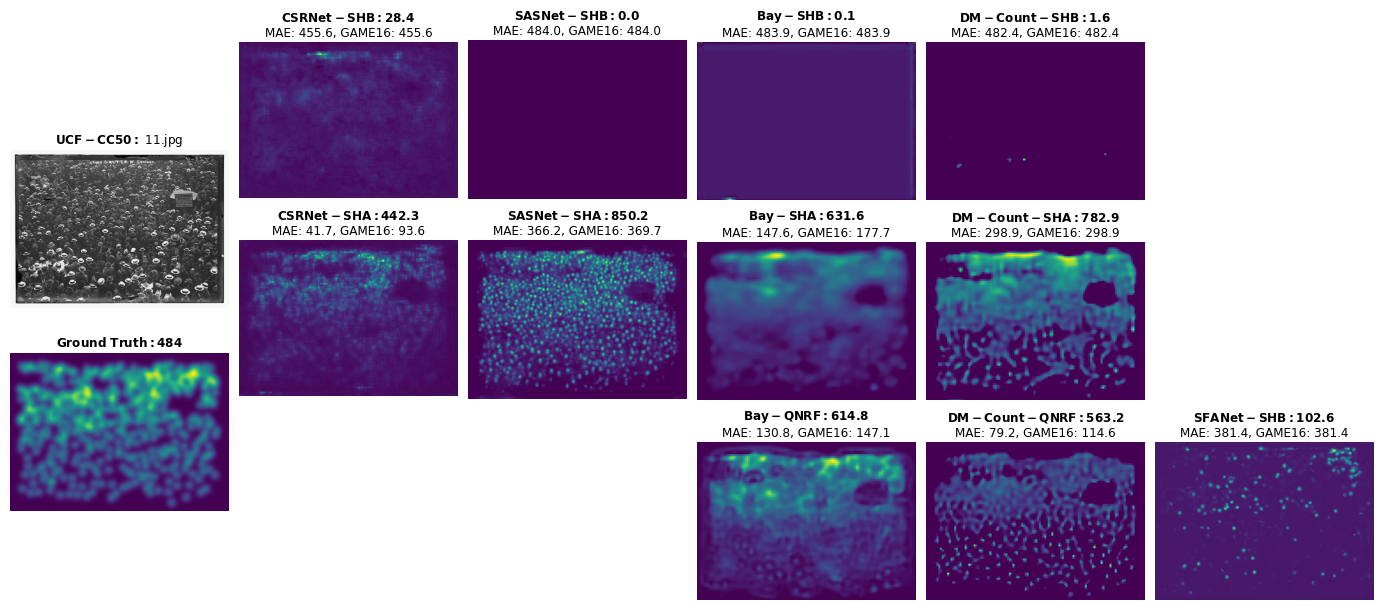 CSRNet − SHB : 28.4
MAE: 455.6, GAME16: 455.6
SASNet − SHB : 0.0
MAE: 484.0, GAME16: 484.0
Bay − SHB : 0.1
MAE: 483.9, GAME16: 483.9
DM − Count − SHB : 1.6
MAE: 482.4, GAME16: 482.4
UCF − CC50 : 11.jpg
CSRNet − SHA : 442.3
MAE: 41.7, GAME16: 93.6
SASNet − SHA : 850.2
MAE: 366.2, GAME16: 369.7
Bay − SHA : 631.6
MAE: 147.6, GAME16: 177.7
DM − Count − SHA : 782.9
MAE: 298.9, GAME16: 298.9
Ground Truth : 484
Bay − QNRF : 614.8
MAE: 130.8, GAME16: 147.1
DM − Count − QNRF : 563.2
MAE: 79.2, GAME16: 114.6
SFANet − SHB : 102.6
MAE: 381.4, GAME16: 381.4